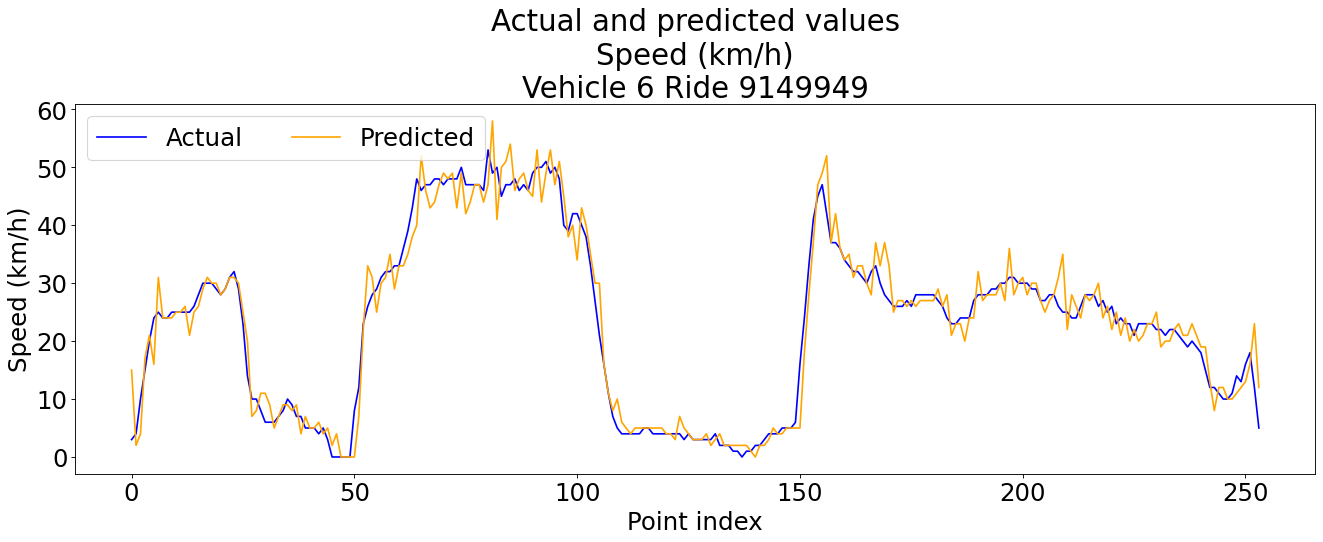 Actual and predicted values
Speed (km/h)
Vehicle 6 Ride 9149949
Actual Predicted
Speed (km/h)
60
50
40
30
20
10
0
0 50 100 150 200 250
Point index